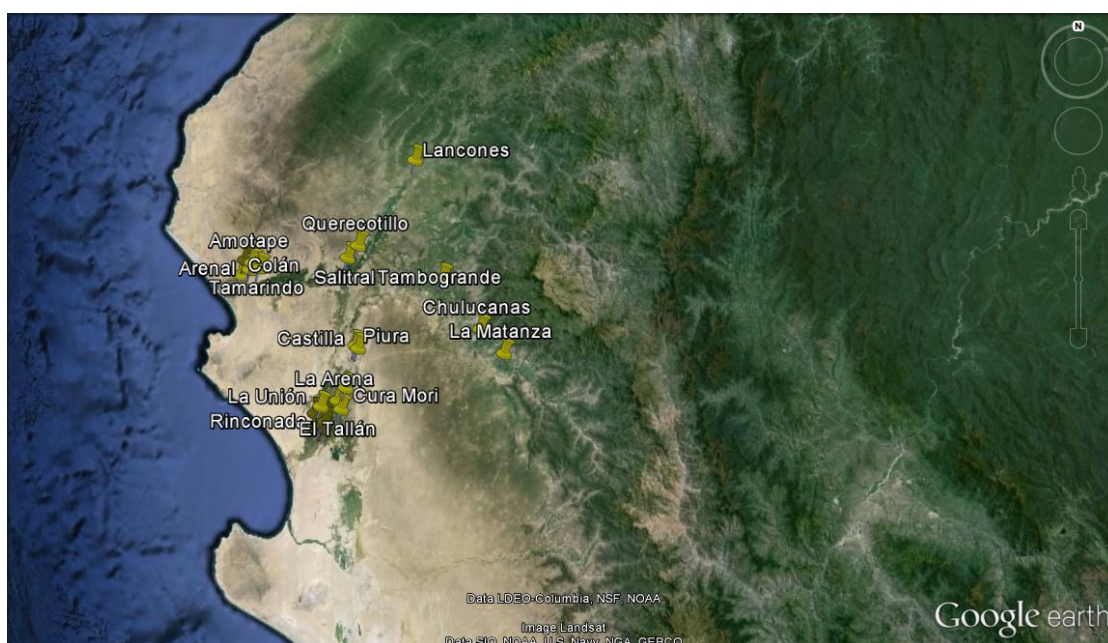 N
Lancones
Querecotillo
Amotape
Arenal
Colán
Salitral
Tambogrande
Tamarindo
Chulucanas
La Matanza
Castilla
Piura
La Arena
La Unión
Cura Mori
Rinconada
El Tallán
Data LDEO-Columbia, NSF, NOAA
Image Landsat
Data SIO, NOAA, U.S. Navy, NGA, GEBCO
Google earth